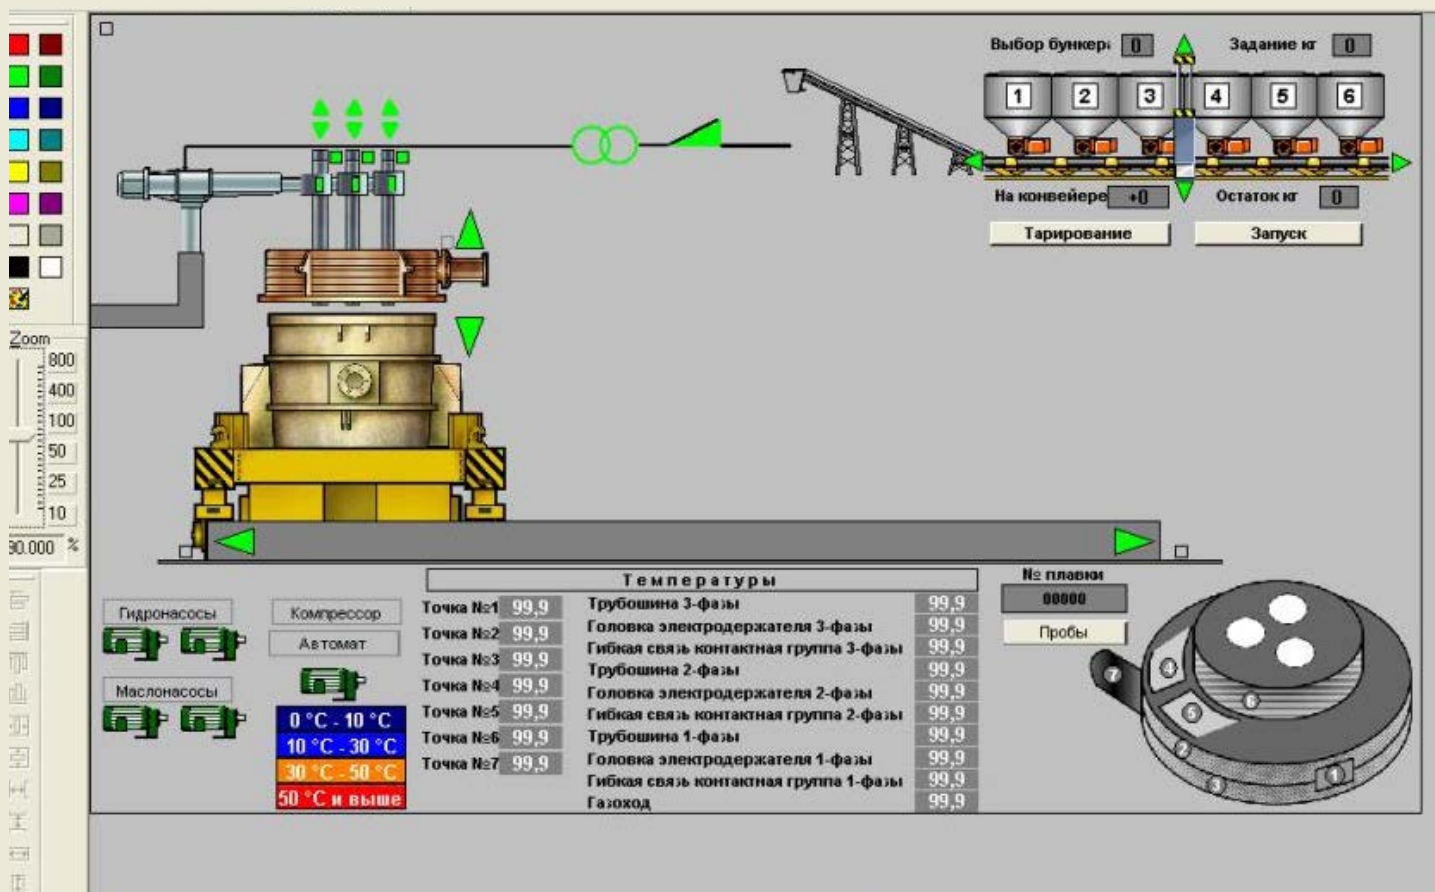 Выбор бункера 0 Задание кг 0
1 2 3 4 5 6
На конвейере +0 Остаток кг 0
Тарирование Запуск
Zoom
800
400
100
50
25
10
30.000 %
Температуры
№ плавки
00000
Пробы
Гидронасосы
Маслонасосы
Компрессор
Автомат
0 °C - 10 °C
10 °C - 30 °C
30 °C - 50 °C
50 °C и выше
Точка №1 99,9
Точка №2 99,9
Точка №3 99,9
Точка №4 99,9
Точка №5 99,9
Точка №6 99,9
Точка №7 99,9
Трубошина 3-фазы 99,9
Головка электродержателя 3-фазы 99,9
Гибкая связь контактная группа 3-фазы 99,9
Трубошина 2-фазы 99,9
Головка электродержателя 2-фазы 99,9
Гибкая связь контактная группа 2-фазы 99,9
Трубошина 1-фазы 99,9
Головка электродержателя 1-фазы 99,9
Гибкая связь контактная группа 1-фазы 99,9
Газоход 99,9
4
7
6
5
2
1
3